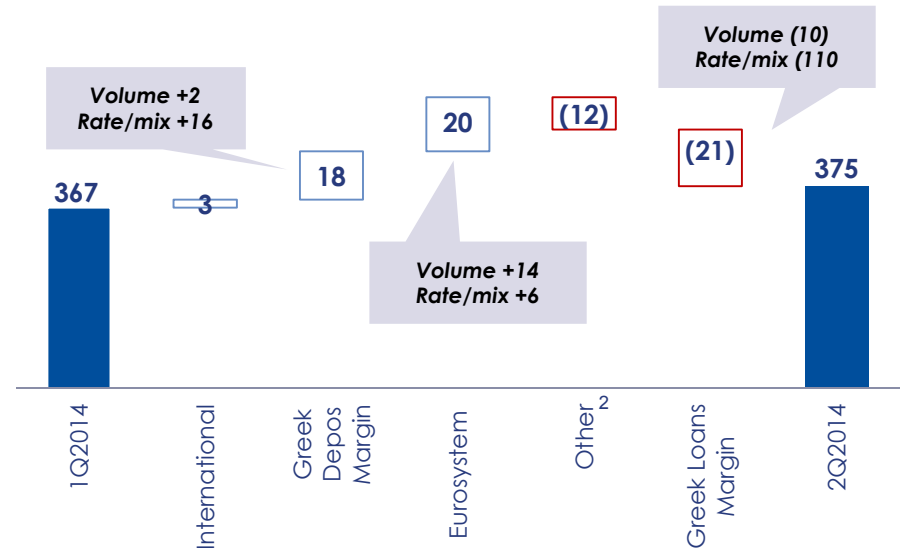 Volume (10)
Rate/mix (110
Volume +2
Rate/mix +16
20
(12)
(21)
18
367
3
375
Volume +14
Rate/mix +6
1Q2014
International
Greek
Depos
Margin
Eurosystem
Other 2
Greek Loans
Margin
2Q2014